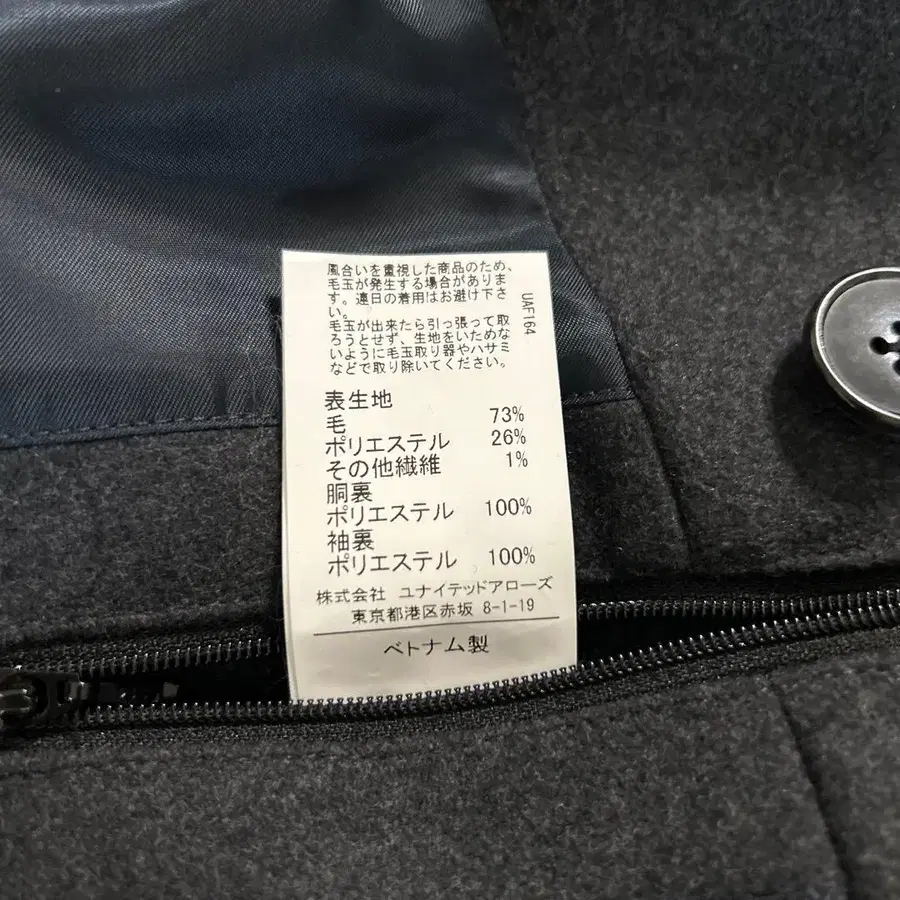 風合いを重視した商品のため、
毛玉が発生する場合がありま
す。連日の着用はお避け下さ
い。
毛玉が出来たら引っ張って取
ろうとせず、生地をいためな
いように毛玉取り器やハサミ
などで取り除いてください。
UAF164
表生地
毛 73%
ポリエステル 26%
その他繊維 1%
胴裏
ポリエステル 100%
袖裏
ポリエステル 100%
株式会社 ユナイテッドアローズ
東京都港区赤坂 8-1-19
ベトナム製